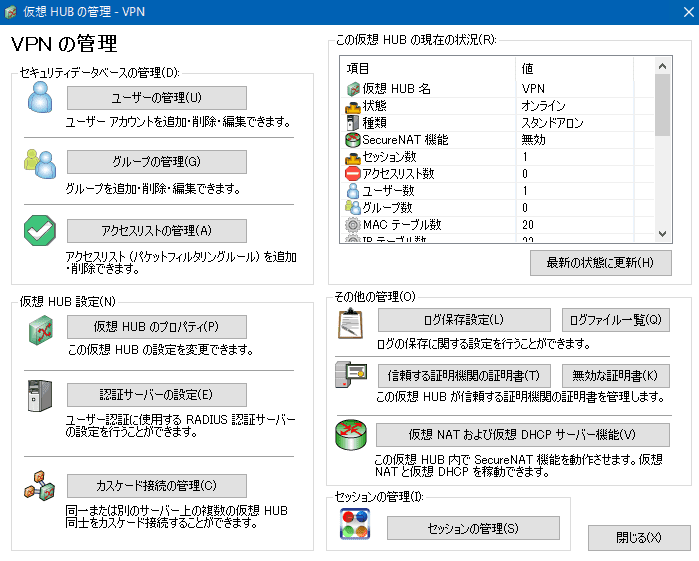 仮想 HUB の管理 - VPN
VPN の管理
セキュリティデータベースの管理(D):
ユーザーの管理(U)
ユーザー アカウントを追加・削除・編集できます。
グループの管理(G)
グループを追加・削除・編集できます。
アクセスリストの管理(A)
アクセスリスト (パケットフィルタリングルール) を追加
・削除できます。
仮想 HUB 設定(N)
仮想 HUB のプロパティ(P)
この仮想 HUB の設定を変更できます。
認証サーバーの設定(E)
ユーザー認証に使用する RADIUS 認証サーバー
の設定を行うことができます。
カスケード接続の管理(C)
同一または別のサーバー上の複数の仮想 HUB
同士をカスケード接続することができます。
この仮想 HUB の現在の状況(R):
項目 値
仮想 HUB 名 VPN
状態 オンライン
種類 スタンドアロン
SecureNAT 機能 無効
セッション数 1
アクセスリスト数 0
ユーザー数 1
グループ数 0
MAC テーブル数 20
IP テーブル数
最新の状態に更新(H)
その他の管理(O)
ログ保存設定(L) ログファイル一覧(Q)
ログの保存に関する設定を行うことができます。
信頼する証明機関の証明書(T) 無効な証明書(K)
この仮想 HUB が信頼する証明機関の証明書を管理します。
仮想 NAT および仮想 DHCP サーバー機能(V)
この仮想 HUB 内で SecureNAT 機能を動作させます。仮想
NAT と仮想 DHCP を移動できます。
セッションの管理(I):
セッションの管理(S)
閉じる(X)